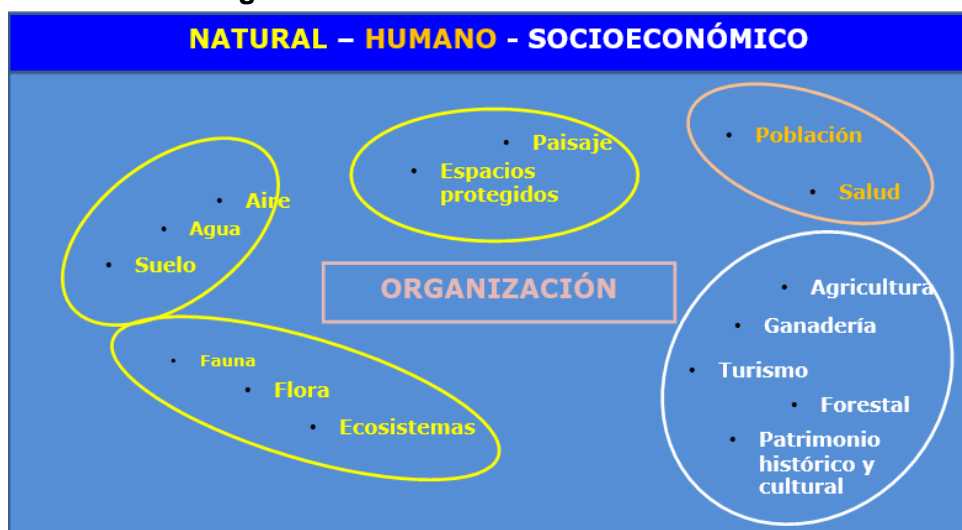 NATURAL – HUMANO - SOCIOECONÓMICO
• Paisaje
• Espacios
protegidos
• Población
• Salud
• Aire
• Agua
• Suelo
ORGANIZACIÓN
• Agricultura
• Ganadería
• Turismo
• Forestal
• Patrimonio
histórico y
cultural
• Fauna
• Flora
• Ecosistemas